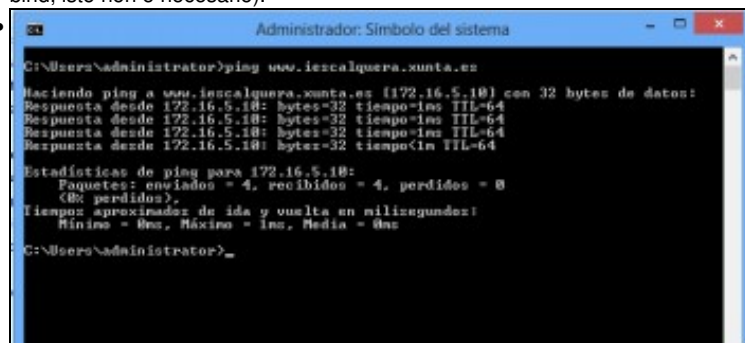 bind, isto non é necesario).
Administrador: Símbolo del sistema
C:\Users\administrator>ping www.iescalquera.xunta.es
Haciendo ping a www.iescalquera.xunta.es [172.16.5.10] con 32 bytes de datos:
Respuesta desde 172.16.5.10: bytes=32 tiempo=1ms TTL=64
Respuesta desde 172.16.5.10: bytes=32 tiempo=1ms TTL=64
Respuesta desde 172.16.5.10: bytes=32 tiempo=1ms TTL=64
Respuesta desde 172.16.5.10: bytes=32 tiempo<1m TTL=64
Estadísticas de ping para 172.16.5.10:
Paquetes: enviados = 4, recibidos = 4, perdidos = 0
(0% perdidos),
Tiempos aproximados de ida y vuelta en milisegundos:
Mínimo = 0ms, Máximo = 1ms, Media = 0ms
C:\Users\administrator>_